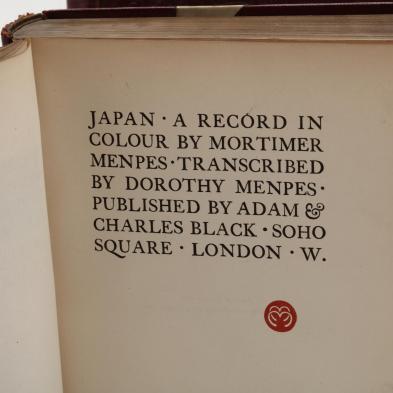 JAPAN · A RECORD IN
COLOUR BY MORTIMER
MENPES · TRANSCRIBED
BY DOROTHY MENPES ·
PUBLISHED BY ADAM &
CHARLES BLACK · SOHO
SQUARE · LONDON · W.